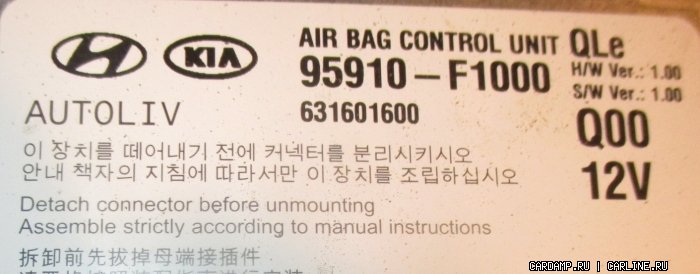 KIA
AIR BAG CONTROL UNIT QLe
95910-F1000
H/W Ver.: 1.00
S/W Ver.: 1.00
AUTOLIV
631601600
Q00
이 장치를 떼어내기 전에 커넥터를 분리시키시오
안내 책자의 지침에 따라서만 이 장치를 조립하십시오
12V
Detach connector before unmounting
Assemble strictly according to manual instructions
拆卸前先拔掉母端接插件
CARDAMP.RU | CARLINE.RU